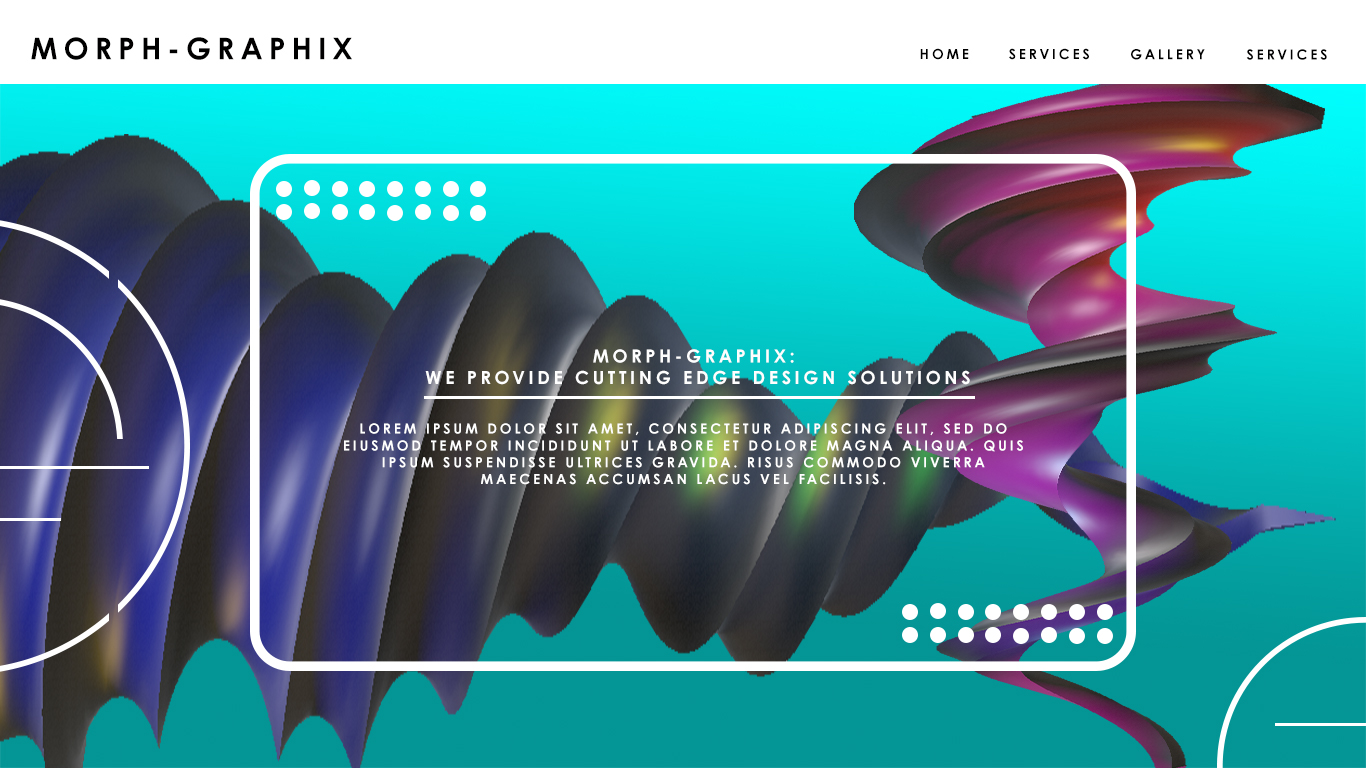 MORPH-GRAPHIX
HOME SERVICES GALLERY SERVICES
MORPH-GRAPHIX:
WE PROVIDE CUTTING EDGE DESIGN SOLUTIONS
LOREM IPSUM DOLOR SIT AMET, CONSECTETUR ADIPISCING ELIT, SED DO
EIUSMOD TEMPOR INCIDIDUNT UT LABORE ET DOLORE MAGNA ALIQUA. QUIS
IPSUM SUSPENDISSE ULTRICES GRAVIDA. RISUS COMMODO VIVERRA
MAECENAS ACCUMSAN LACUS VEL FACILISIS.